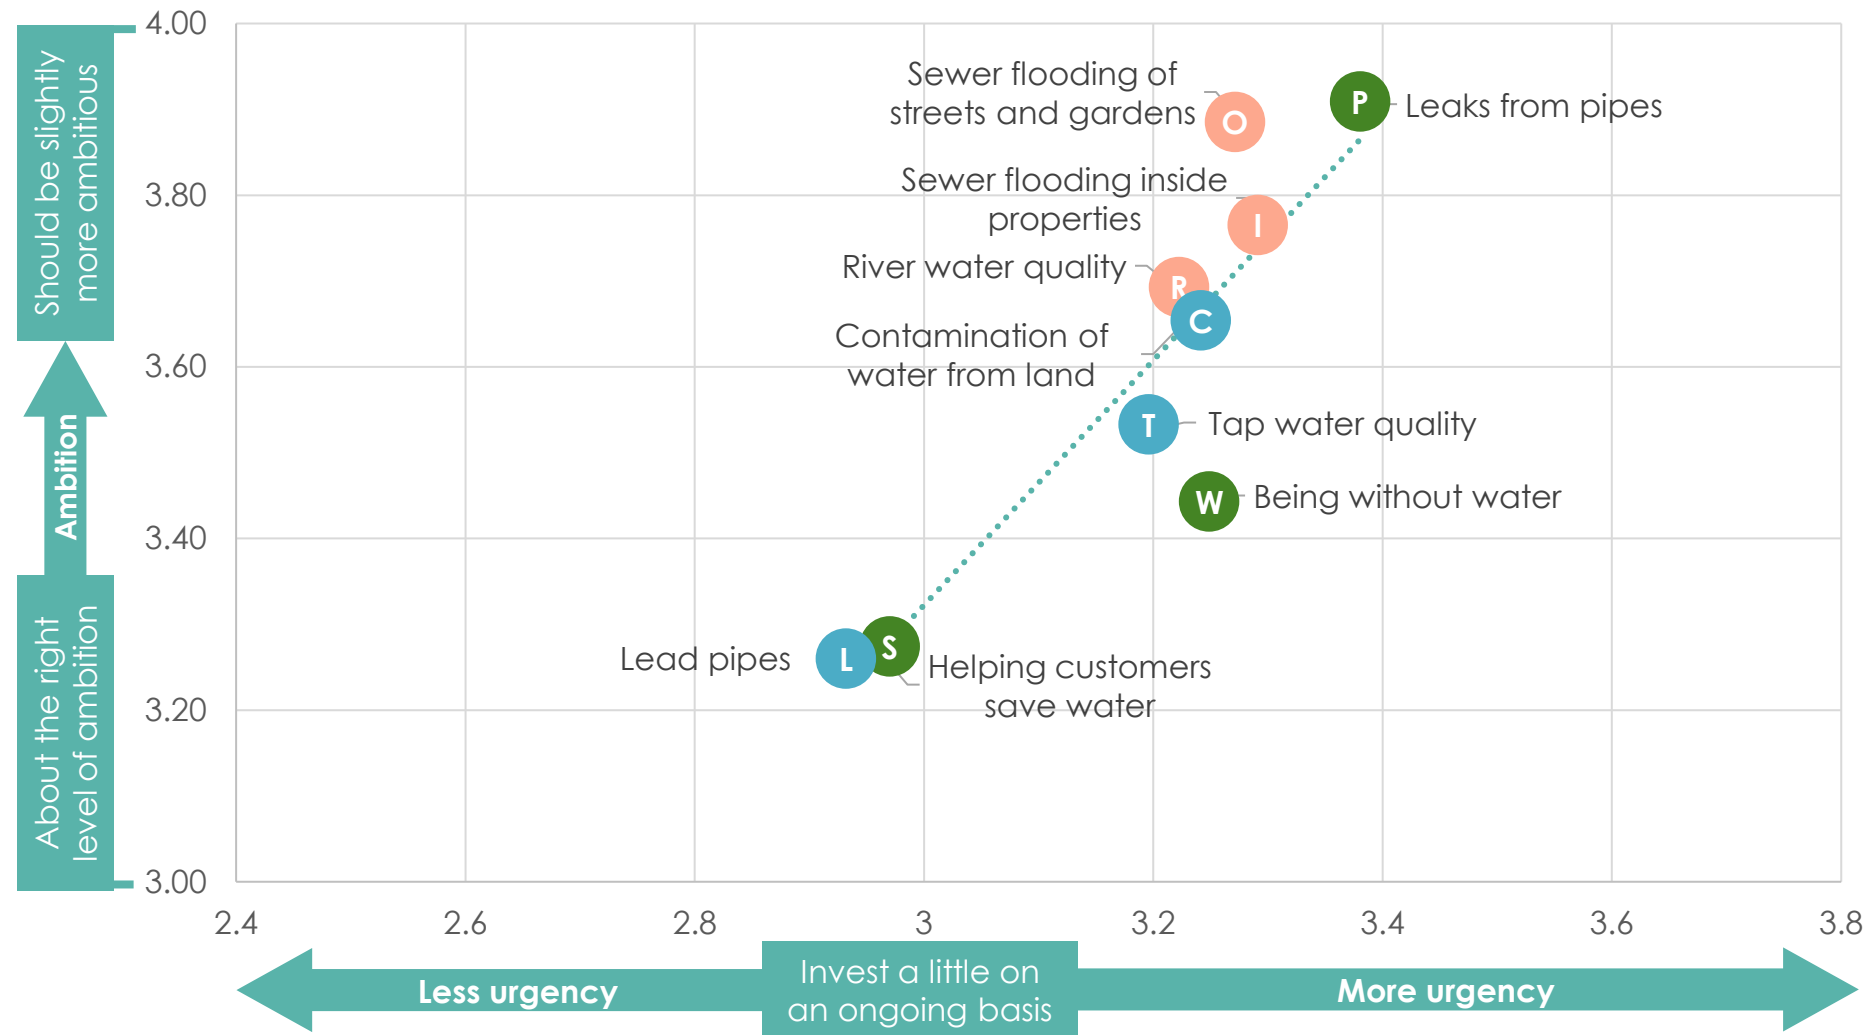 4.00
3.80
3.60
3.40
3.20
3.00
Should be slightly
more ambitious
Ambition
About the right
level of ambition
Sewer flooding of
streets and gardens
O
P
Leaks from pipes
Sewer flooding inside
properties
I
River water quality
R
C
Contamination of
water from land
T
Tap water quality
W
Being without water
Lead pipes
L
S
Helping customers
save water
2.4
2.6
2.8
3
3.2
3.4
3.6
3.8
Less urgency
Invest a little on
an ongoing basis
More urgency